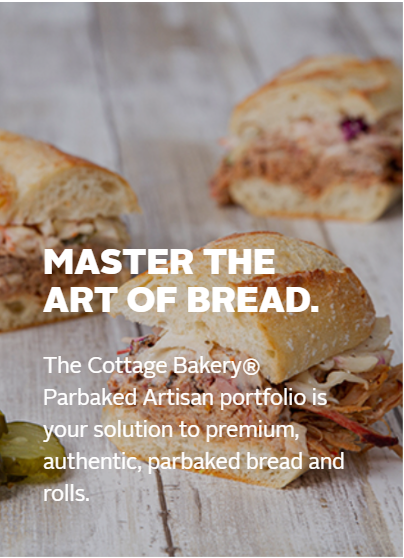 MASTER THE
ART OF BREAD.
The Cottage Bakery®
Parbaked Artisan portfolio is
your solution to premium,
authentic, parbaked bread and
rolls.